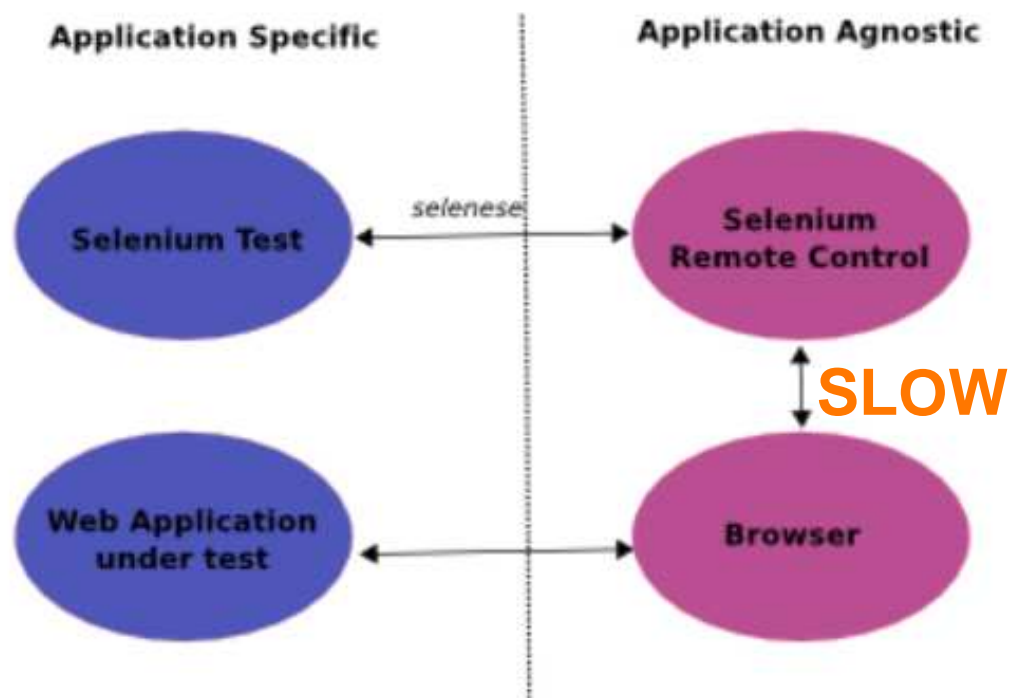 Application Specific
Application Agnostic
selenese
Selenium Test
Selenium
Remote Control
SLOW
Web Application
under test
Browser